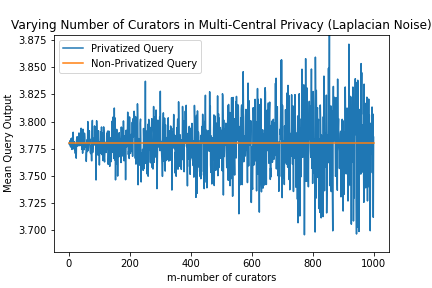 Varying Number of Curators in Multi-Central Privacy (Laplacian Noise)
3.875
3.850
3.825
3.800
3.775
3.750
3.725
3.700
Mean Query Output
Privatized Query
Non-Privatized Query
0
200
400
600
800
1000
m-number of curators